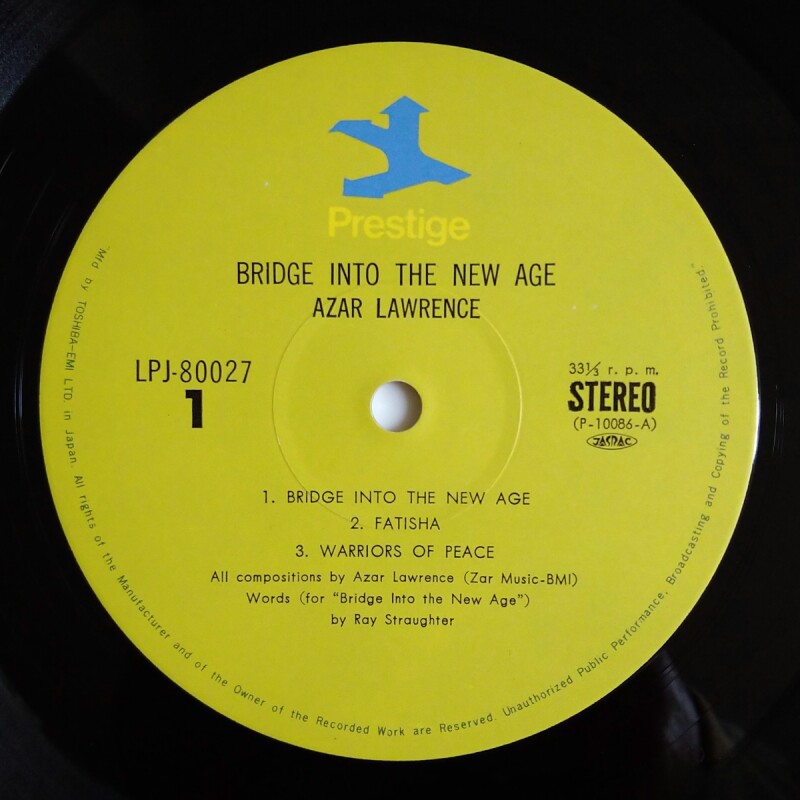 Prestige
BRIDGE INTO THE NEW AGE
AZAR LAWRENCE
LPJ-80027
1
33⅓ r. p. m.
STEREO
(P-10086-A)
JASRAC
1. BRIDGE INTO THE NEW AGE
2. FATISHA
3. WARRIORS OF PEACE
All compositions by Azar Lawrence (Zar Music-BMI)
Words (for “Bridge Into the New Age”)
by Ray Straughter
"Mfd by TOSHIBA-EMI LTD. in Japan. All rights of the Manufacturer and of the Owner of the Recorded Work are Reserved. Unauthorized Public Performance, Broadcasting and Copying of the Record Prohibited."